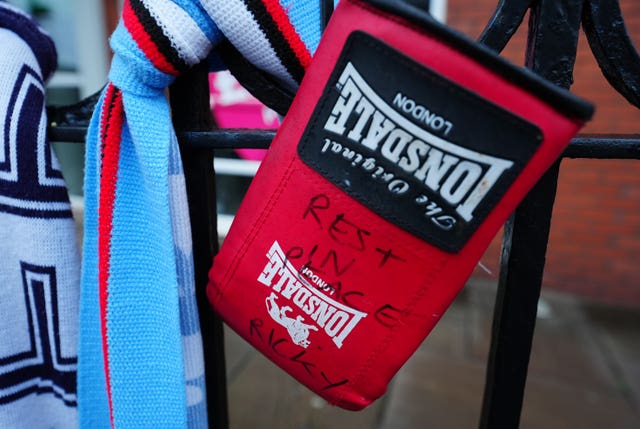 The Original
LONSDALE
LONDON
REST
IN
PEACE
RICKY
LONSDALE
LONDON